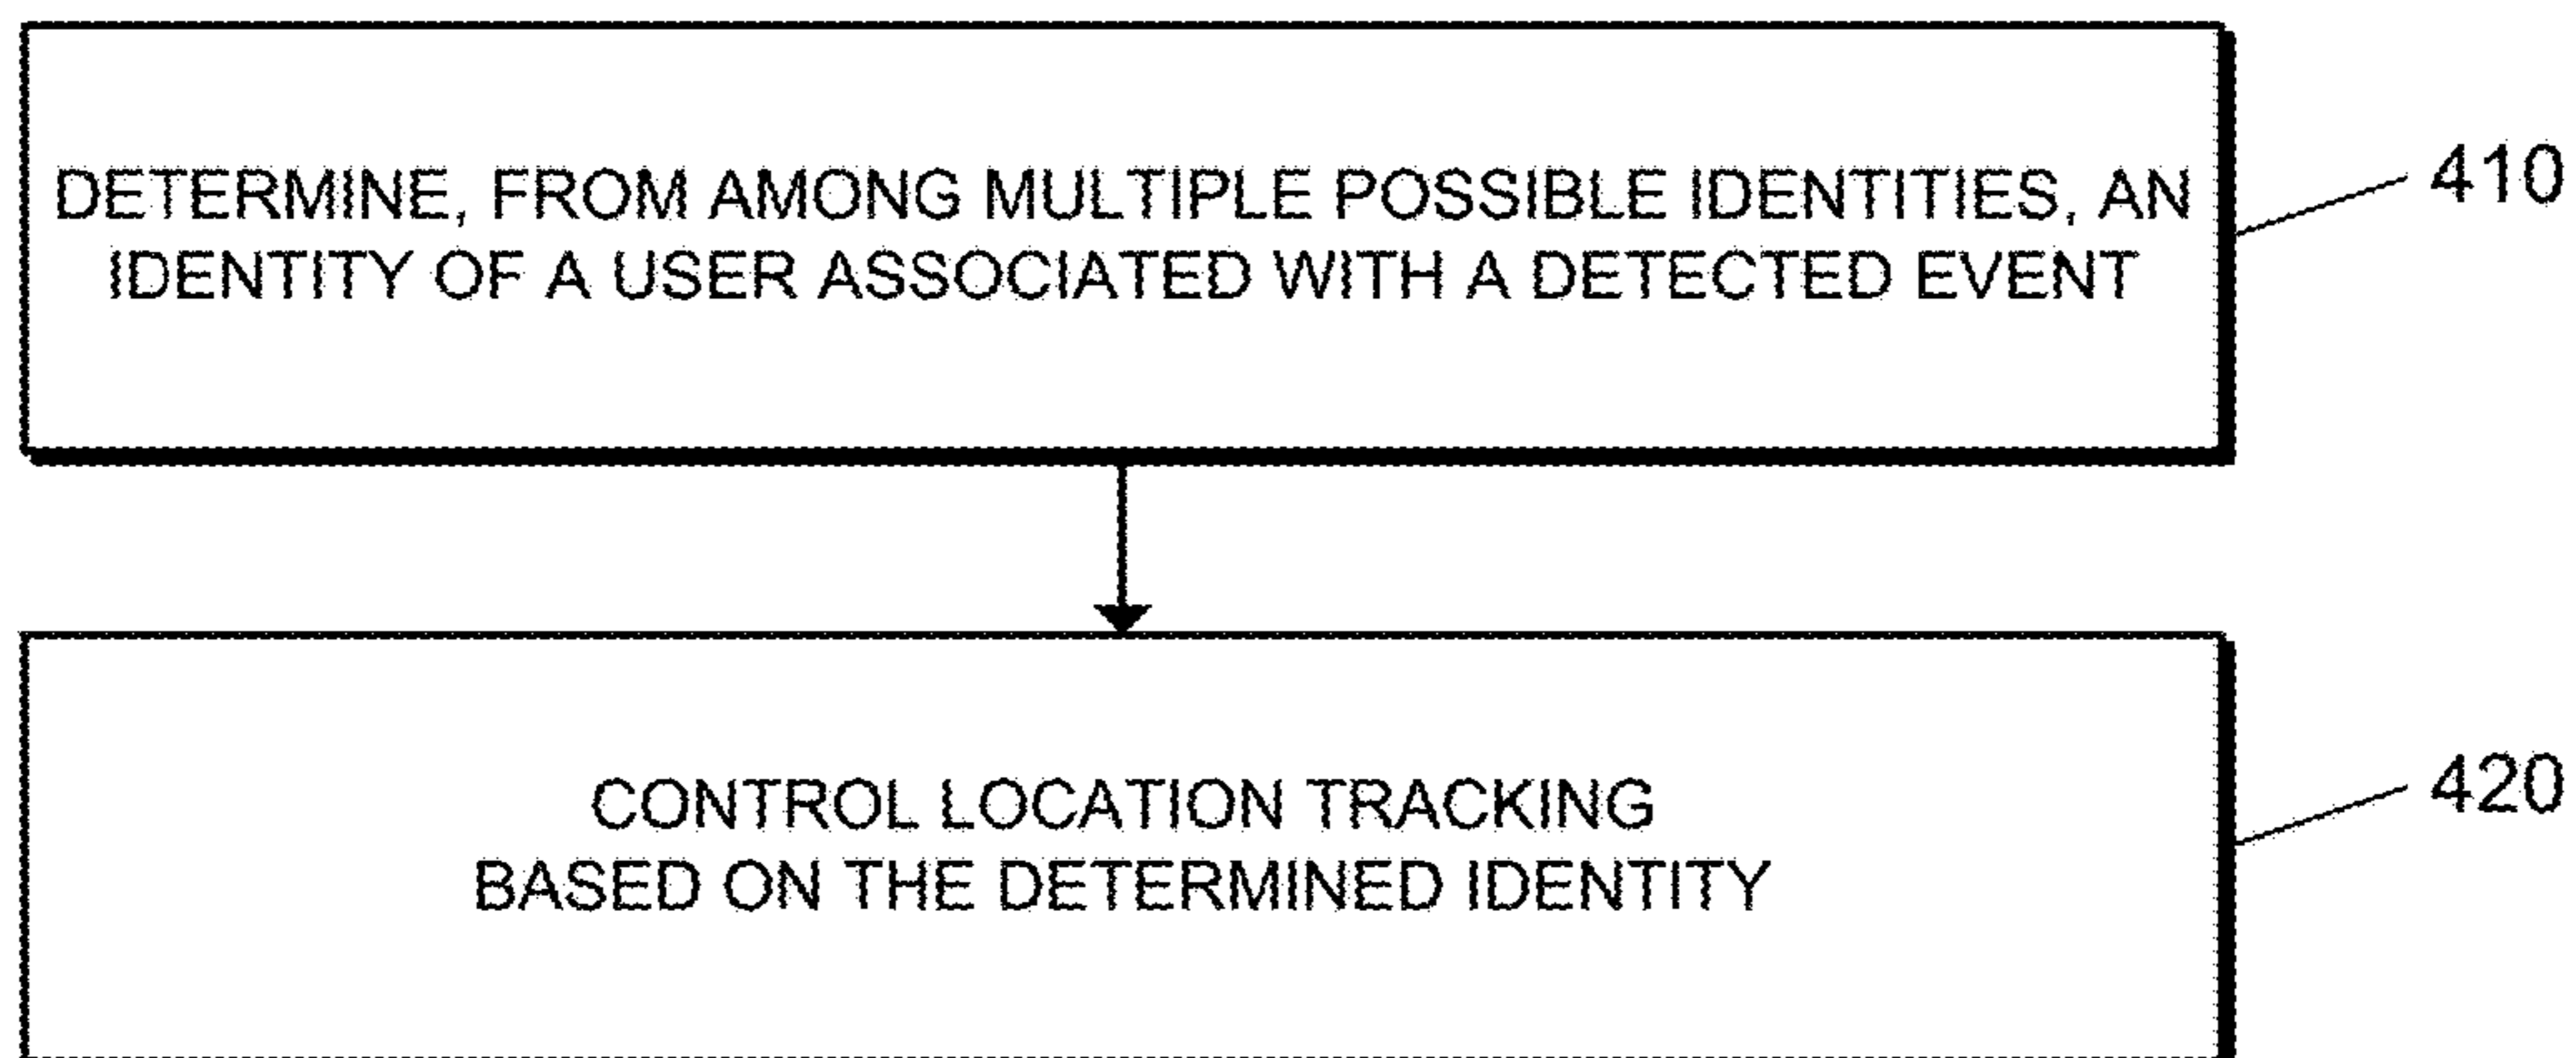 DETERMINE, FROM AMONG MULTIPLE POSSIBLE IDENTITIES, AN
IDENTITY OF A USER ASSOCIATED WITH A DETECTED EVENT
410
CONTROL LOCATION TRACKING
BASED ON THE DETERMINED IDENTITY
420